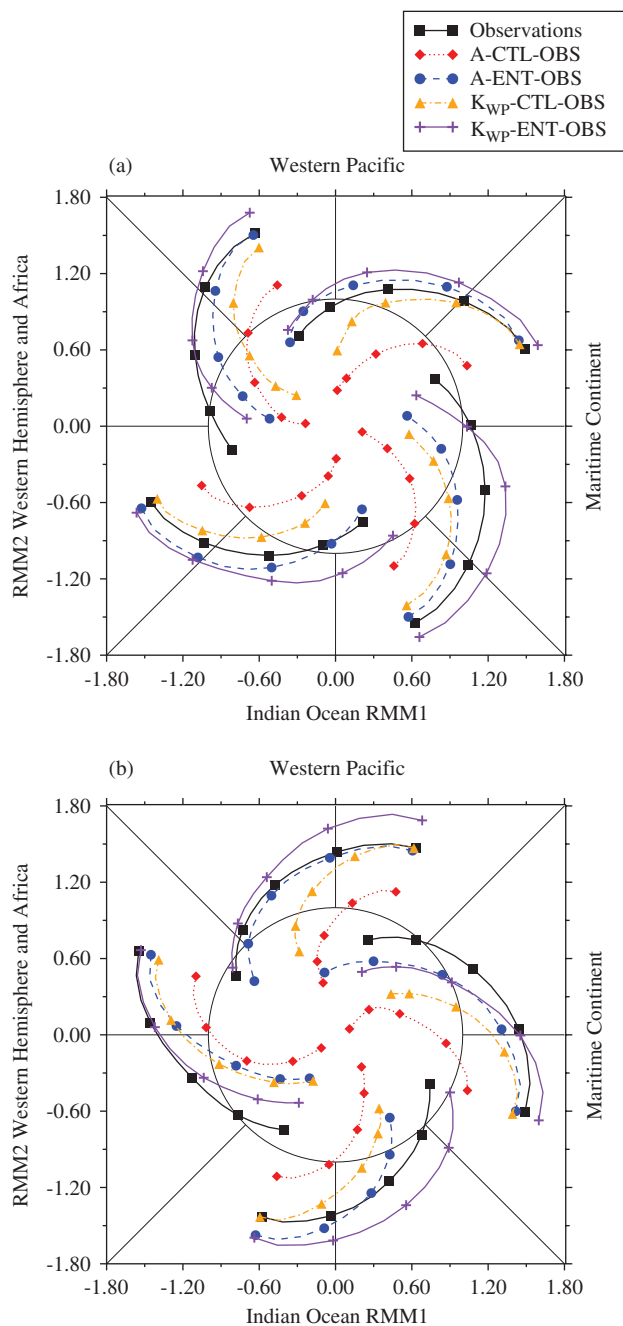 Observations
A-CTL-OBS
A-ENT-OBS
K_WP-CTL-OBS
K_WP-ENT-OBS
(a)
Western Pacific
1.80
1.20
0.60
0.00
-0.60
-1.20
-1.80
RMM2 Western Hemisphere and Africa
Maritime Continent
-1.80 -1.20 -0.60 0.00 0.60 1.20 1.80
Indian Ocean RMM1
(b)
Western Pacific
1.80
1.20
0.60
0.00
-0.60
-1.20
-1.80
RMM2 Western Hemisphere and Africa
Maritime Continent
-1.80 -1.20 -0.60 0.00 0.60 1.20 1.80
Indian Ocean RMM1